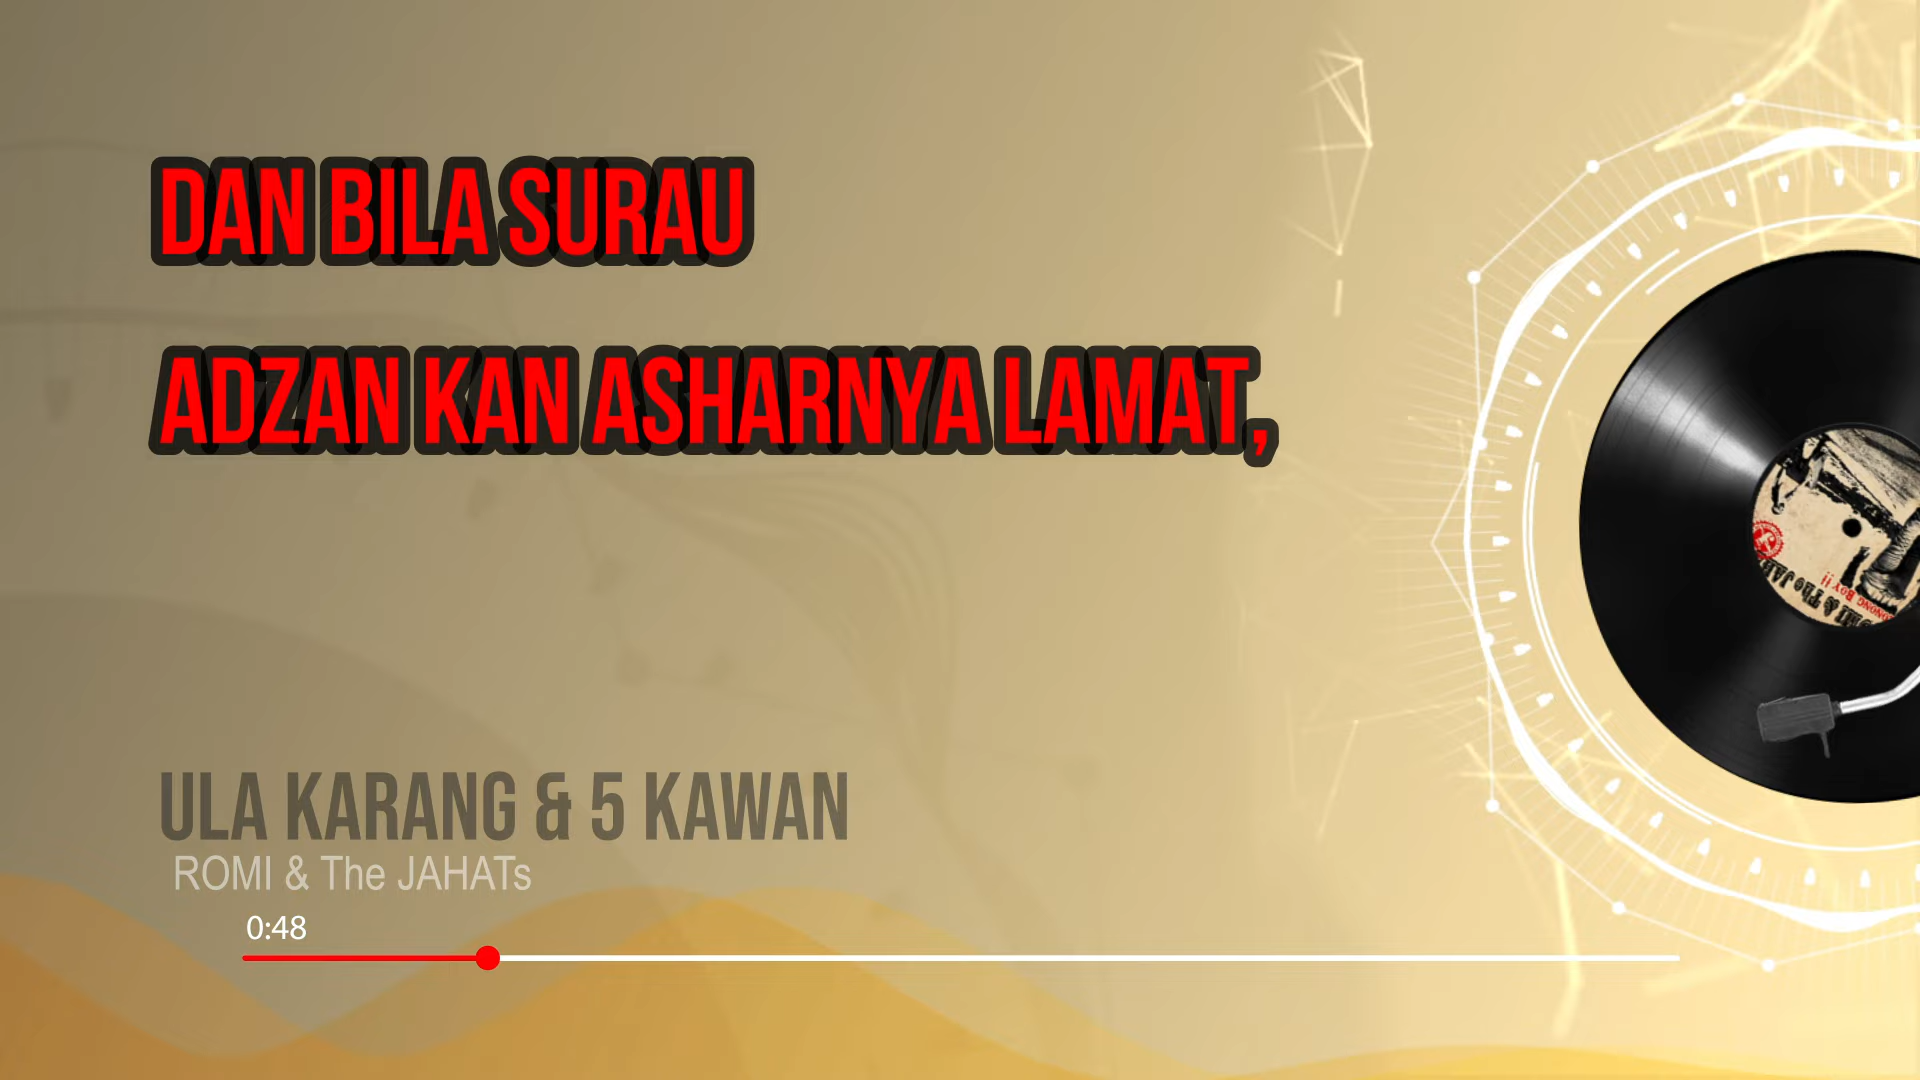 DAN BILA SURAU
ADZAN KAN ASHARNYA LAMAT,
ULA KARANG & 5 KAWAN
ROMI & The JAHATs
0:48